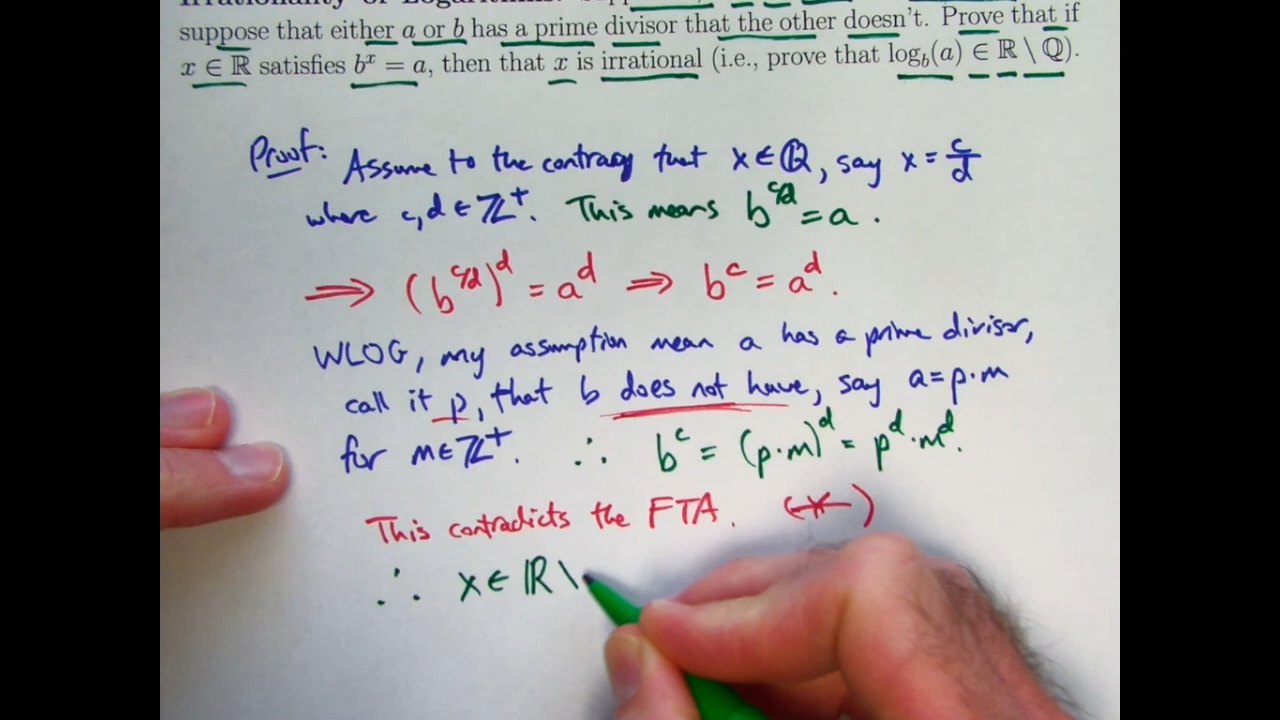 suppose that either a or b has a prime divisor that the other doesn't. Prove that if
x ∈ ℝ satisfies bˣ = a, then that x is irrational (i.e., prove that log_b(a) ∈ ℝ \ ℚ).
Proof: Assume to the contrary that x ∈ ℚ, say x = c/d
where c, d ∈ ℤ⁺. This means b^(c/d) = a.
⟹ (b^(c/d))^d = a^d ⟹ b^c = a^d.
WLOG, my assumption mean a has a prime divisor,
call it p, that b does not have, say a = p·m
for m ∈ ℤ⁺. ∴ b^c = (p·m)^d = p^d · m^d.
This contradicts the FTA.
∴ x ∈ ℝ \